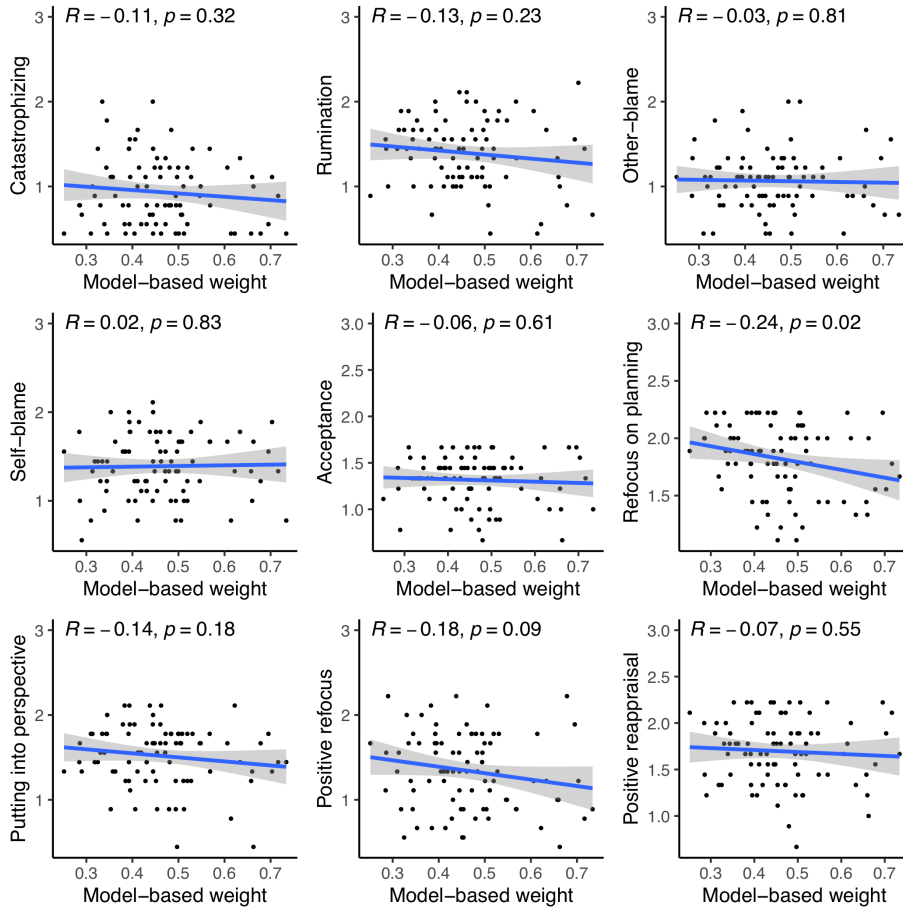 R = −0.11, p = 0.32
3
2
1
Catastrophizing
0.3 0.4 0.5 0.6 0.7
Model−based weight
R = −0.13, p = 0.23
3
2
1
Rumination
0.3 0.4 0.5 0.6 0.7
Model−based weight
R = −0.03, p = 0.81
3
2
1
Other−blame
0.3 0.4 0.5 0.6 0.7
Model−based weight
R = 0.02, p = 0.83
3
2
1
Self−blame
0.3 0.4 0.5 0.6 0.7
Model−based weight
R = −0.06, p = 0.61
3.0
2.5
2.0
1.5
1.0
Acceptance
0.3 0.4 0.5 0.6 0.7
Model−based weight
R = −0.24, p = 0.02
3.0
2.5
2.0
1.5
Refocus on planning
0.3 0.4 0.5 0.6 0.7
Model−based weight
R = −0.14, p = 0.18
3
2
1
Putting into perspective
0.3 0.4 0.5 0.6 0.7
Model−based weight
R = −0.18, p = 0.09
3
2
1
Positive refocus
0.3 0.4 0.5 0.6 0.7
Model−based weight
R = −0.07, p = 0.55
3.0
2.5
2.0
1.5
1.0
Positive reappraisal
0.3 0.4 0.5 0.6 0.7
Model−based weight